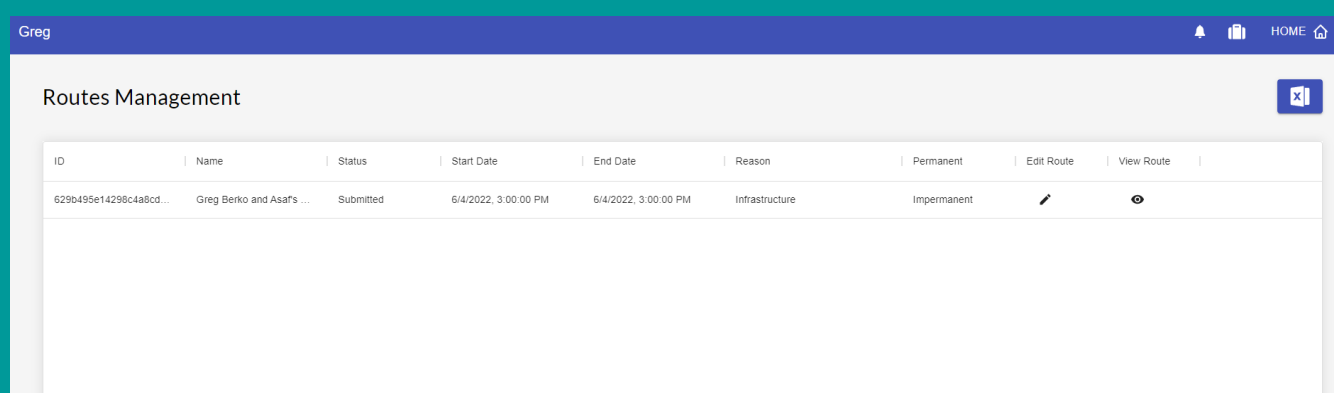 Greg
HOME
Routes Management
ID Name Status Start Date End Date Reason Permanent Edit Route View Route
629b495e14298c4a8cd... Greg Berko and Asaf's ... Submitted 6/4/2022, 3:00:00 PM 6/4/2022, 3:00:00 PM Infrastructure Impermanent